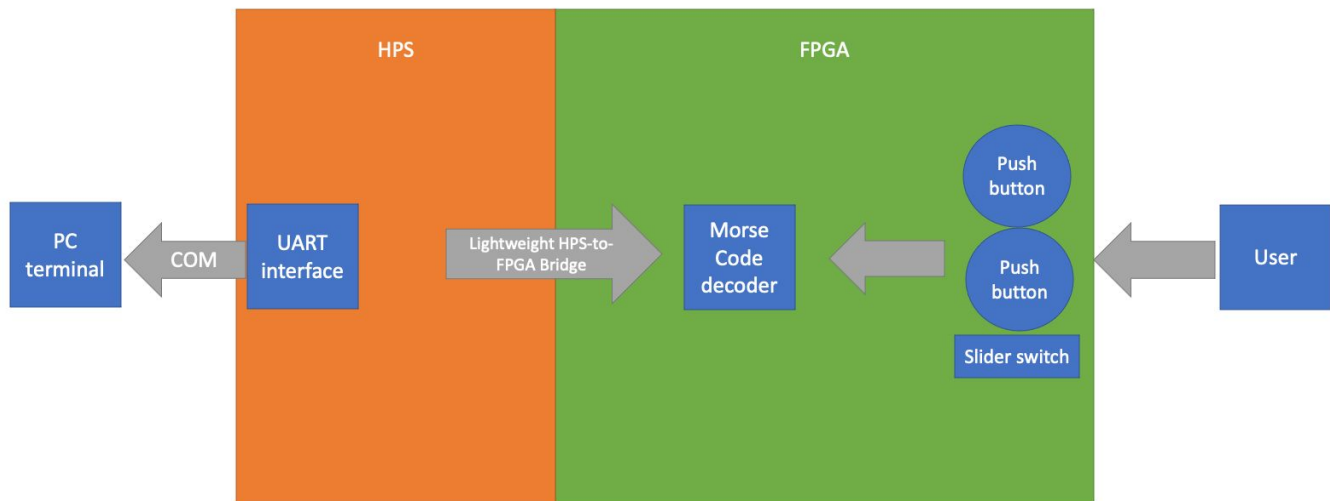 HPS
FPGA
PC
terminal
COM
UART
interface
Lightweight HPS-to-
FPGA Bridge
Morse
Code
decoder
Push
button
Push
button
Slider switch
User